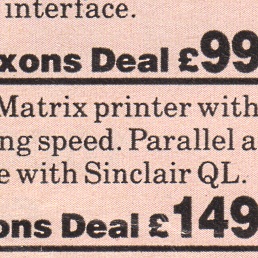 interface.
xons Deal £99
Matrix printer with
ng speed. Parallel a
e with Sinclair QL.
ons Deal £149